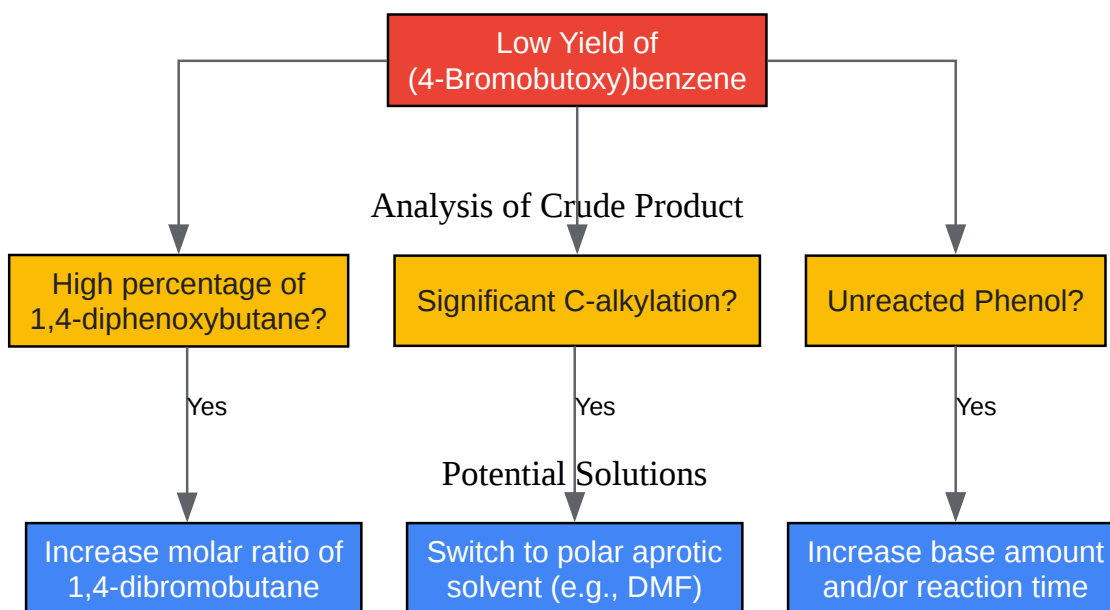 Low Yield of
(4-Bromobutoxy)benzene
Analysis of Crude Product
High percentage of
1,4-diphenoxybutane?
Significant C-alkylation?
Unreacted Phenol?
Yes
Yes
Yes
Potential Solutions
Increase molar ratio of
1,4-dibromobutane
Switch to polar aprotic
solvent (e.g., DMF)
Increase base amount
and/or reaction time